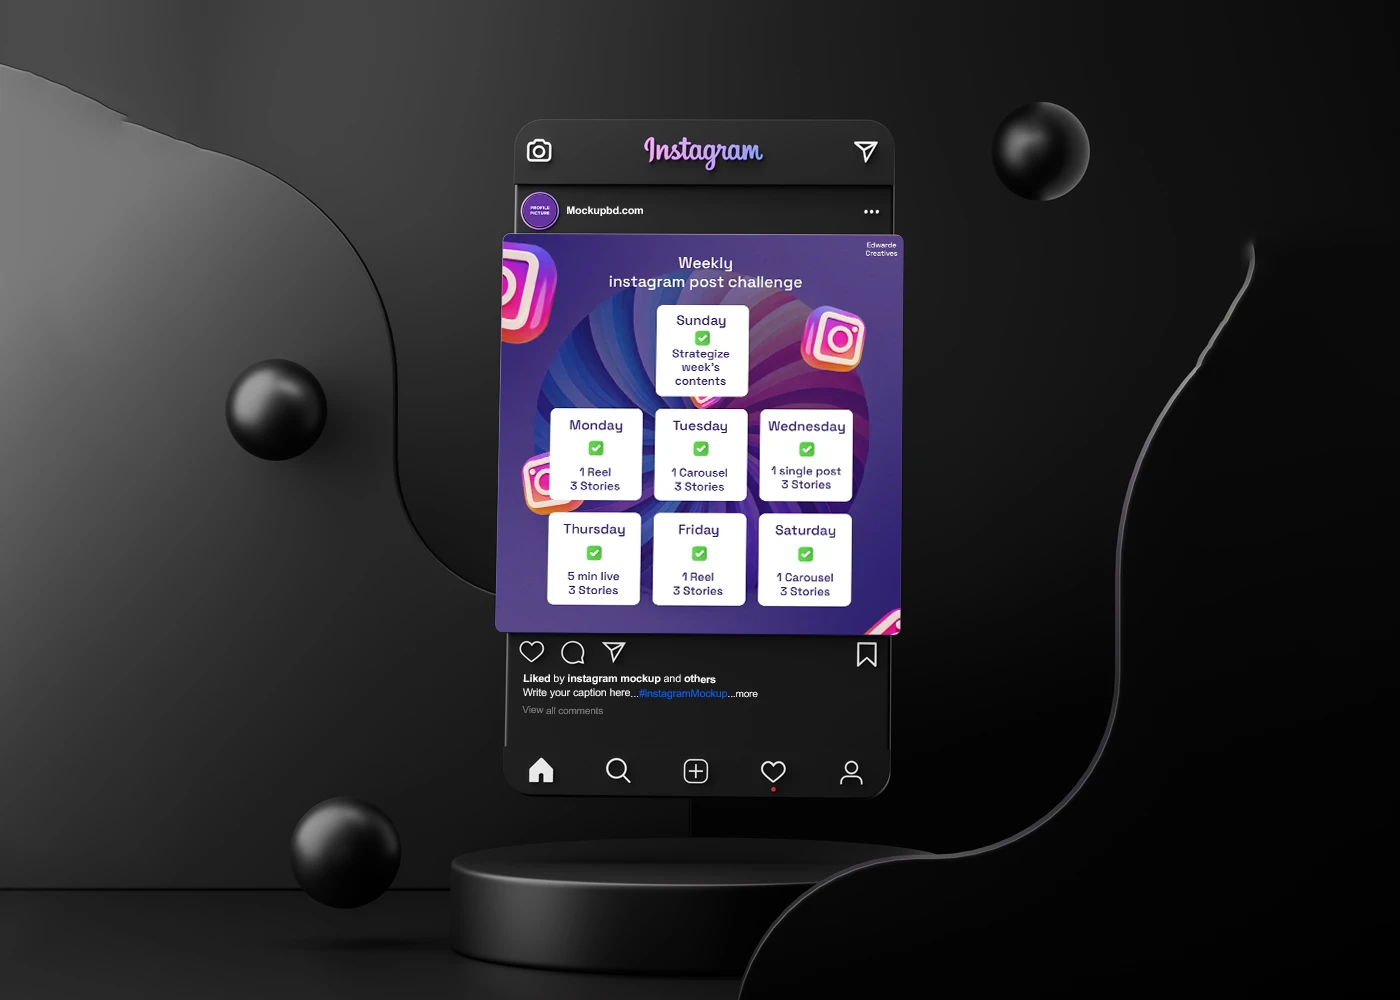 Instagram
PROFILE
PICTURE
Mockupbd.com
Edwarde
Creatives
Weekly
instagram post challenge
Sunday
Strategize
week's
contents
Monday
1 Reel
3 Stories
Tuesday
1 Carousel
3 Stories
Wednesday
1 single post
3 Stories
Thursday
5 min live
3 Stories
Friday
1 Reel
3 Stories
Saturday
1 Carousel
3 Stories
Liked by instagram mockup and others
Write your caption here...#instagramMockup...more
View all comments